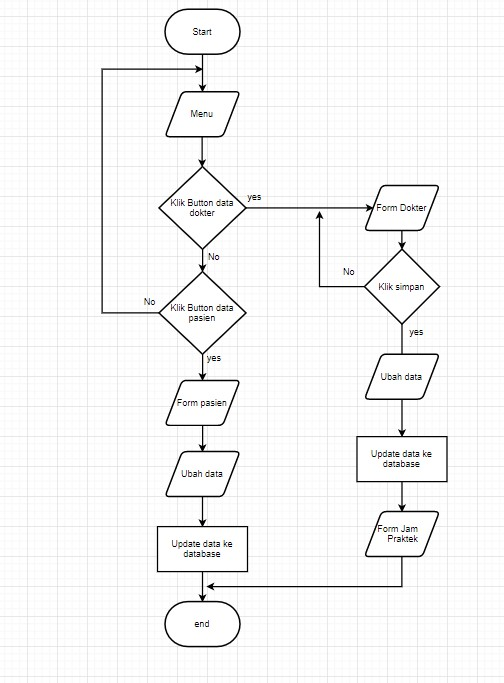 Start
Menu
Klik Button data
dokter
yes
Form Dokter
No
No
Klik simpan
Klik Button data
pasien
No
yes
yes
Form pasien
Ubah data
Ubah data
Update data ke
database
Form Jam
Praktek
Update data ke
database
end